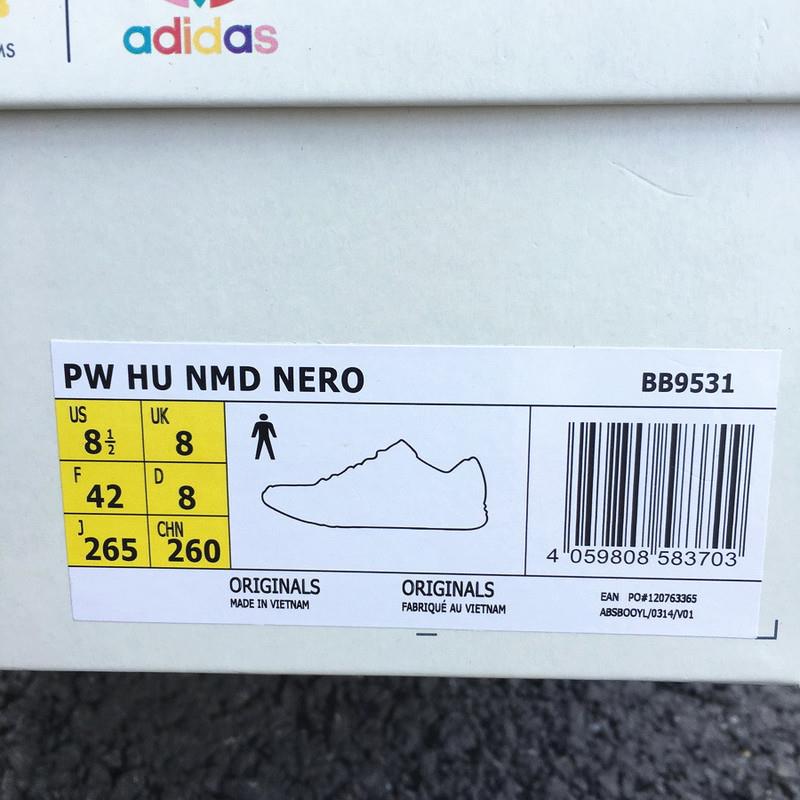 MS
adidas
PW HU NMD NERO
BB9531
US 8½
UK 8
F 42
D 8
J 265
CHN 260
4 059808 583703
ORIGINALS
MADE IN VIETNAM
ORIGINALS
FABRIQUÉ AU VIETNAM
EAN PO#120763365
ABSBOOYL/0314/V01